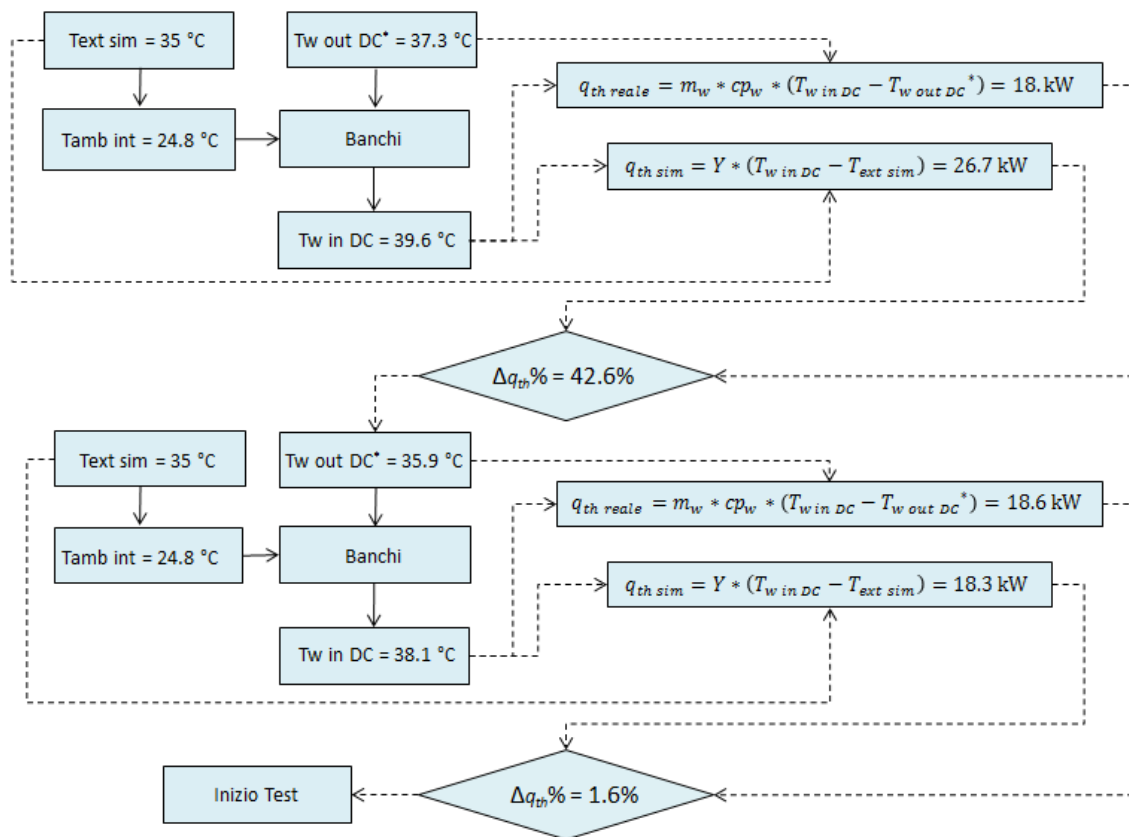 Text sim = 35 °C
Tw out DC* = 37.3 °C
q_th reale = m_w * cp_w * (T_w in DC − T_w out DC*) = 18. kW
Tamb int = 24.8 °C
Banchi
q_th sim = Y * (T_w in DC − T_ext sim) = 26.7 kW
Tw in DC = 39.6 °C
Δq_th% = 42.6%
Text sim = 35 °C
Tw out DC* = 35.9 °C
q_th reale = m_w * cp_w * (T_w in DC − T_w out DC*) = 18.6 kW
Tamb int = 24.8 °C
Banchi
q_th sim = Y * (T_w in DC − T_ext sim) = 18.3 kW
Tw in DC = 38.1 °C
Inizio Test
Δq_th% = 1.6%